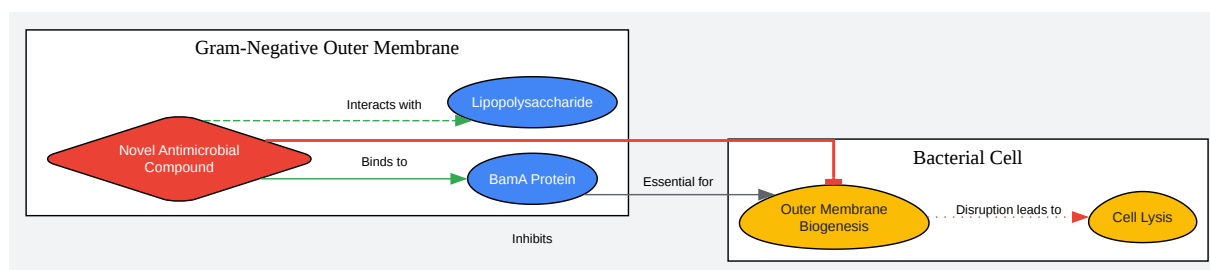 Gram-Negative Outer Membrane
Lipopolysaccharide
Interacts with
Novel Antimicrobial
Compound
Binds to
BamA Protein
Essential for
Bacterial Cell
Outer Membrane
Biogenesis
Disruption leads to
Cell Lysis
Inhibits